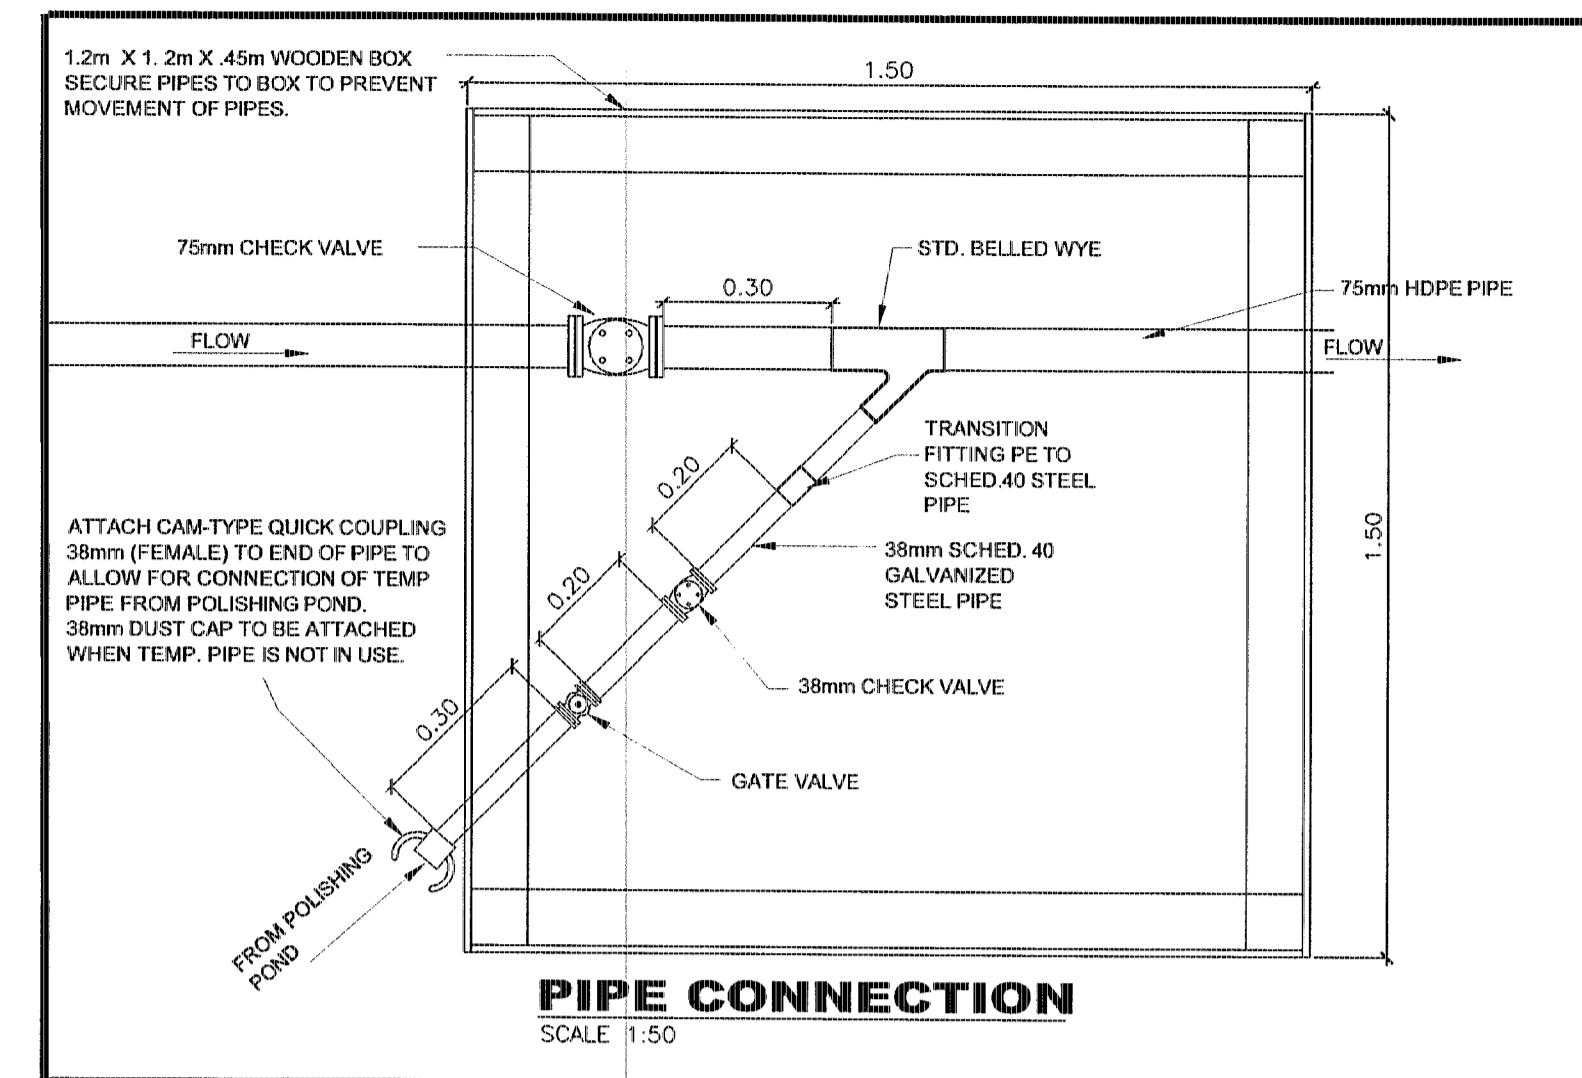 1.2m X 1. 2m X .45m WOODEN BOX
SECURE PIPES TO BOX TO PREVENT
MOVEMENT OF PIPES.
1.50
75mm CHECK VALVE
STD. BELLED WYE
0.30
75mm HDPE PIPE
FLOW
FLOW
TRANSITION
FITTING PE TO
SCHED.40 STEEL
PIPE
0.20
ATTACH CAM-TYPE QUICK COUPLING
38mm (FEMALE) TO END OF PIPE TO
ALLOW FOR CONNECTION OF TEMP
PIPE FROM POLISHING POND.
38mm DUST CAP TO BE ATTACHED
WHEN TEMP. PIPE IS NOT IN USE.
1.50
38mm SCHED. 40
GALVANIZED
STEEL PIPE
0.20
38mm CHECK VALVE
0.30
GATE VALVE
FROM POLISHING
POND
PIPE CONNECTION
SCALE 1:50